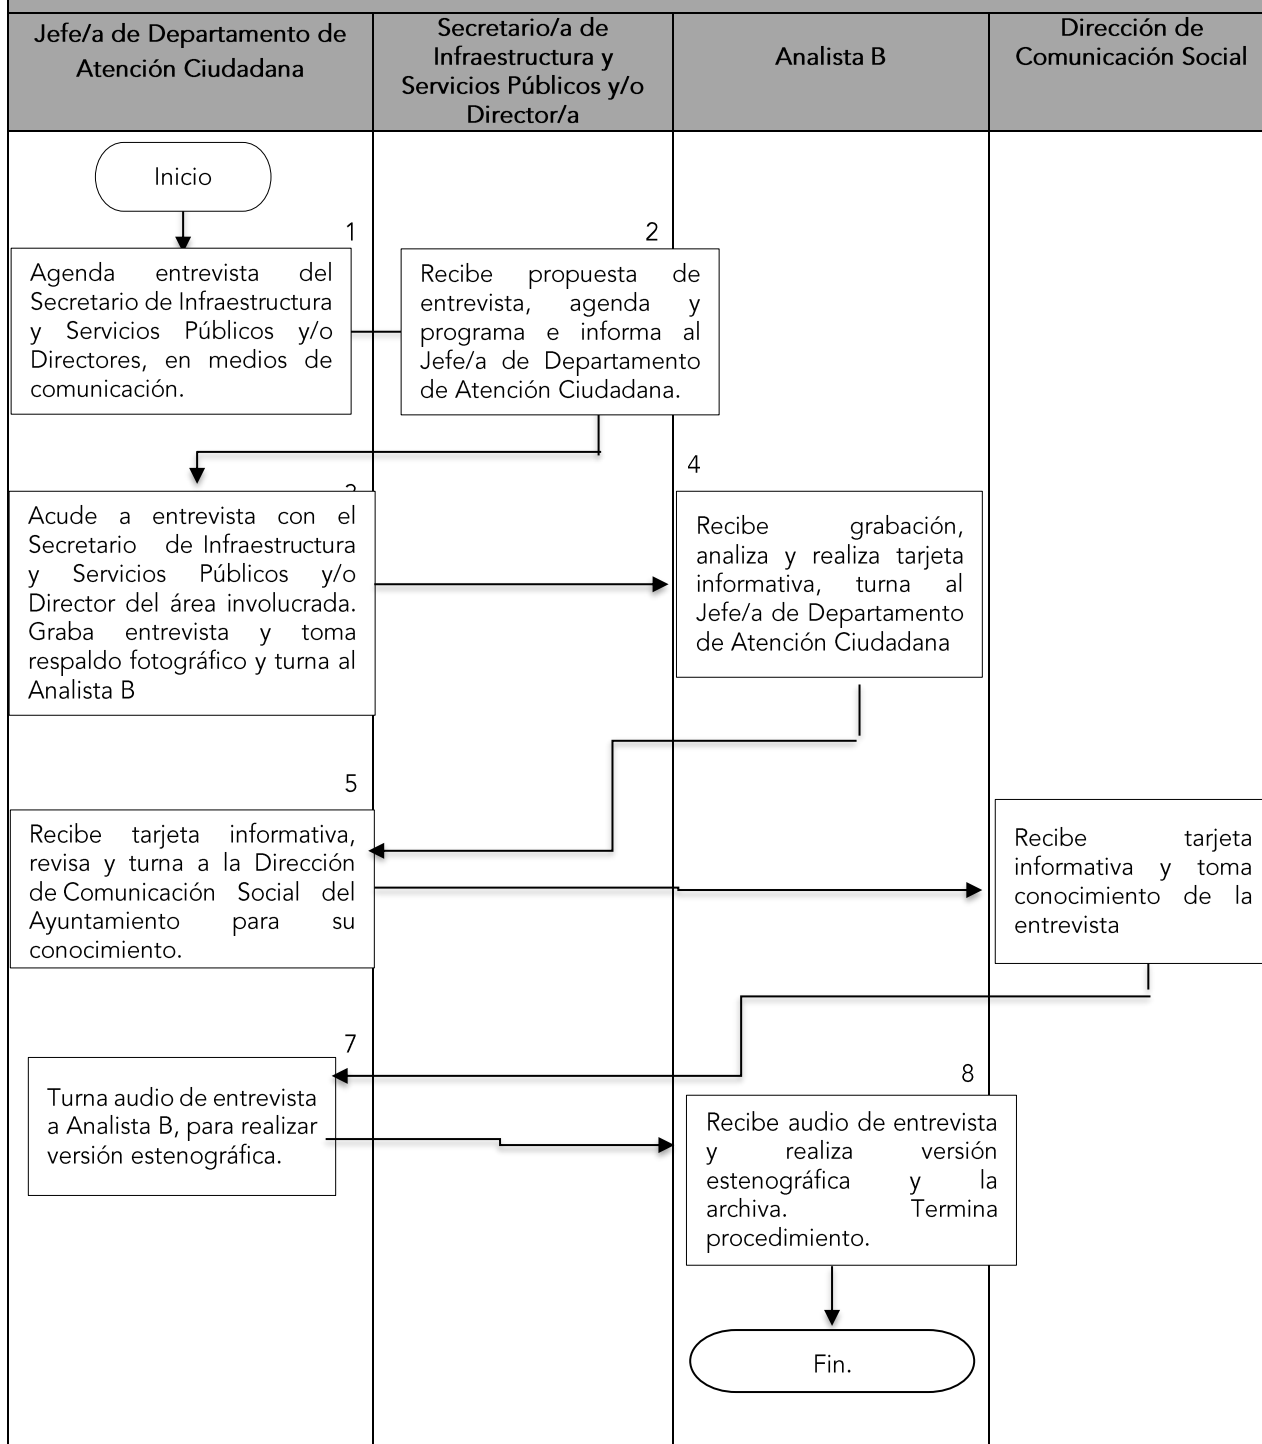 Jefe/a de Departamento de
Atención Ciudadana
Secretario/a de
Infraestructura y
Servicios Públicos y/o
Director/a
Analista B
Dirección de
Comunicación Social
Inicio
1
Agenda entrevista del
Secretario de Infraestructura
y Servicios Públicos y/o
Directores, en medios de
comunicación.
2
Recibe propuesta de
entrevista, agenda y
programa e informa al
Jefe/a de Departamento
de Atención Ciudadana.
Acude a entrevista con el
Secretario de Infraestructura
y Servicios Públicos y/o
Director del área involucrada.
Graba entrevista y toma
respaldo fotográfico y turna al
Analista B
4
Recibe grabación,
analiza y realiza tarjeta
informativa, turna al
Jefe/a de Departamento
de Atención Ciudadana
5
Recibe tarjeta informativa,
revisa y turna a la Dirección
de Comunicación Social del
Ayuntamiento para su
conocimiento.
Recibe tarjeta
informativa y toma
conocimiento de la
entrevista
7
Turna audio de entrevista
a Analista B, para realizar
versión estenográfica.
8
Recibe audio de entrevista
y realiza versión
estenográfica y la
archiva. Termina
procedimiento.
Fin.